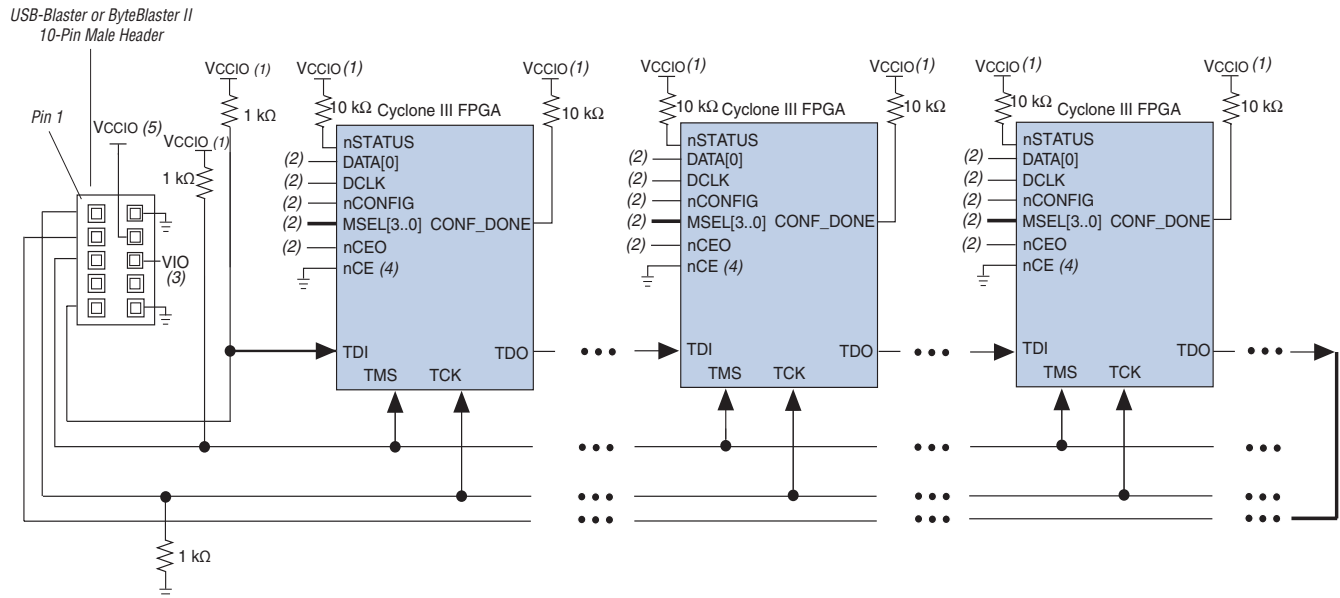 USB-Blaster or ByteBlaster II
10-Pin Male Header
Pin 1
VCCIO (5)
VCCIO (1)
1 kΩ
VCCIO (1)
1 kΩ
VIO
(3)
1 kΩ
VCCIO (1)
10 kΩ
Cyclone III FPGA
VCCIO (1)
10 kΩ
nSTATUS
(2) DATA[0]
(2) DCLK
(2) nCONFIG
(2) MSEL[3..0] CONF_DONE
(2) nCEO
nCE (4)
TDI TDO
TMS TCK
VCCIO (1)
10 kΩ
Cyclone III FPGA
VCCIO (1)
10 kΩ
nSTATUS
(2) DATA[0]
(2) DCLK
(2) nCONFIG
(2) MSEL[3..0] CONF_DONE
(2) nCEO
nCE (4)
TDI TDO
TMS TCK
VCCIO (1)
10 kΩ
Cyclone III FPGA
VCCIO (1)
10 kΩ
nSTATUS
(2) DATA[0]
(2) DCLK
(2) nCONFIG
(2) MSEL[3..0] CONF_DONE
(2) nCEO
nCE (4)
TDI TDO
TMS TCK